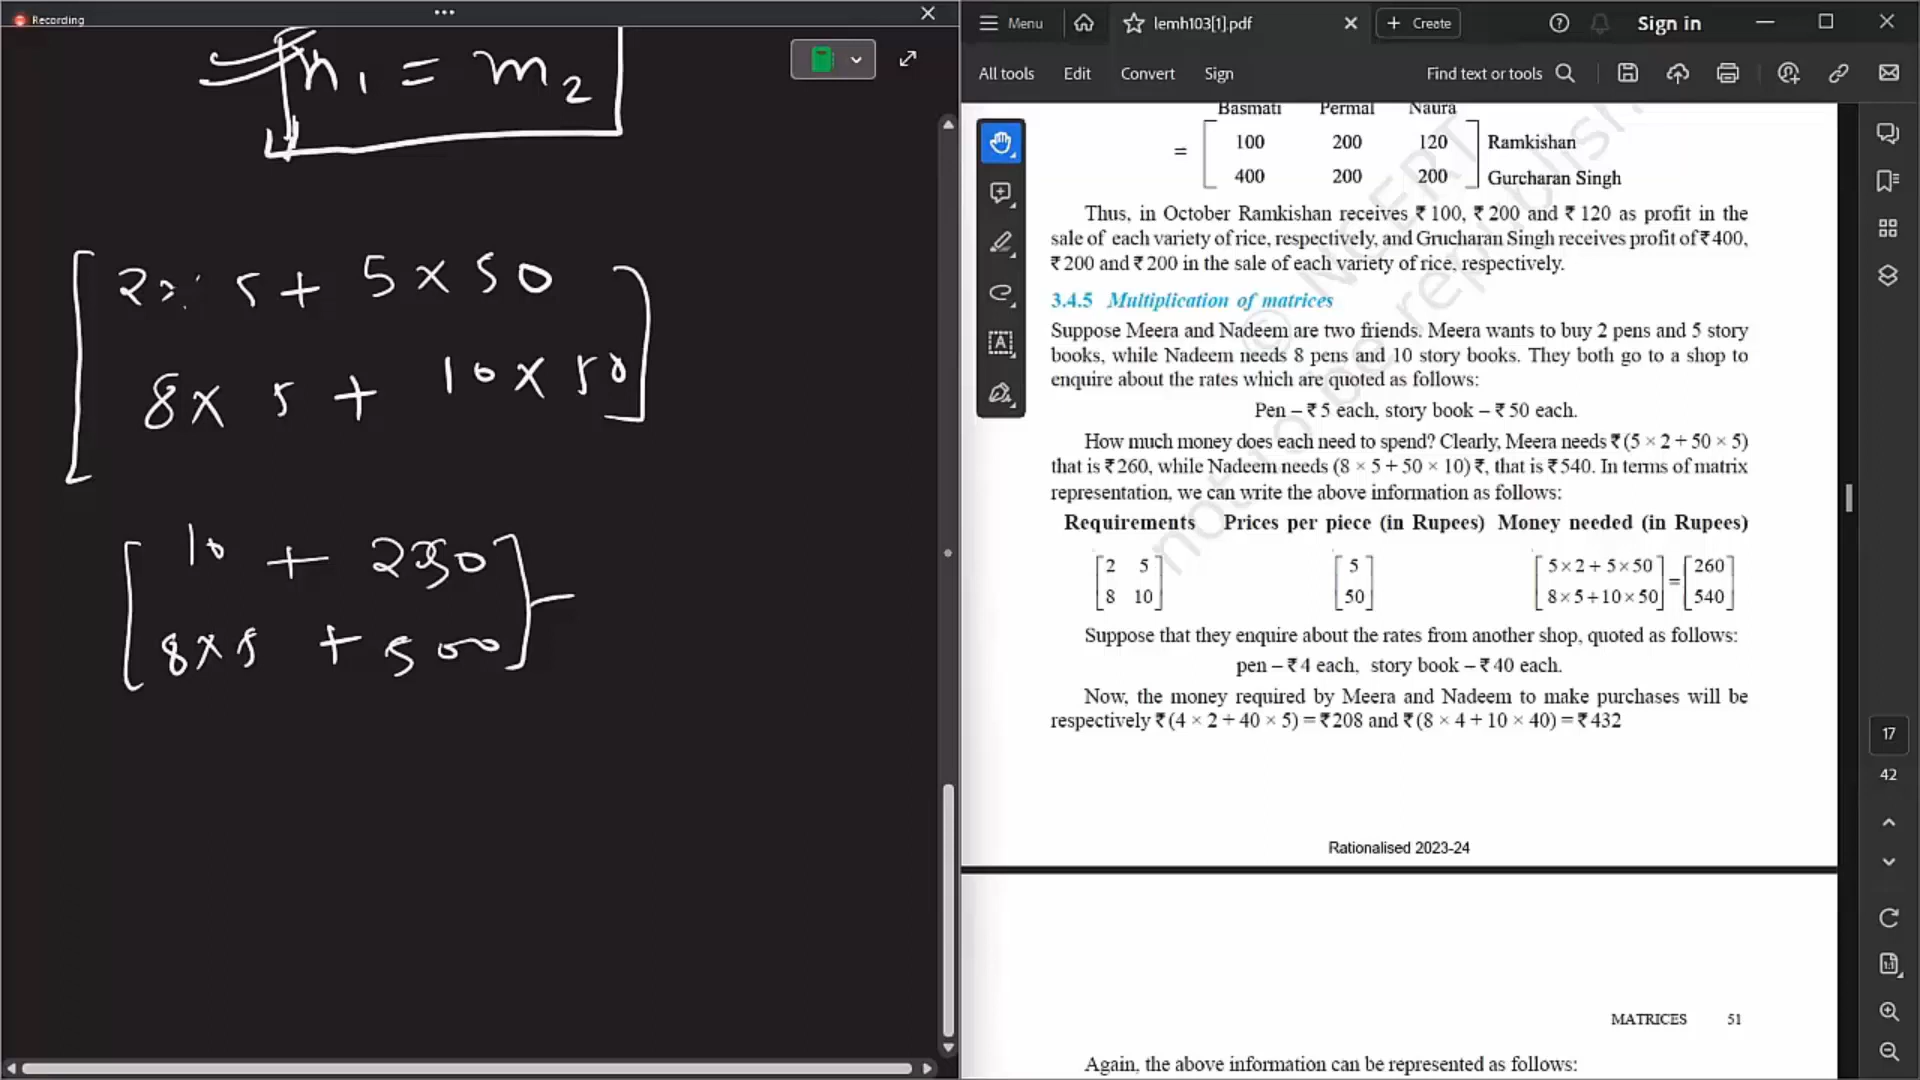 Recording
n₁ = m₂
2× 5 + 5 × 50
8 × 5 + 10 × 50
10 + 250
8 × 5 + 500
Menu
lemh103[1].pdf
+ Create
Sign in
All tools Edit Convert Sign
Find text or tools
Basmati Permal Naura
= [100 200 120] Ramkishan
[400 200 200] Gurcharan Singh
Thus, in October Ramkishan receives ₹ 100, ₹ 200 and ₹ 120 as profit in the
sale of each variety of rice, respectively, and Grucharan Singh receives profit of ₹ 400,
₹ 200 and ₹ 200 in the sale of each variety of rice, respectively.
3.4.5 Multiplication of matrices
Suppose Meera and Nadeem are two friends. Meera wants to buy 2 pens and 5 story
books, while Nadeem needs 8 pens and 10 story books. They both go to a shop to
enquire about the rates which are quoted as follows:
Pen – ₹ 5 each, story book – ₹ 50 each.
How much money does each need to spend? Clearly, Meera needs ₹ (5 × 2 + 50 × 5)
that is ₹ 260, while Nadeem needs (8 × 5 + 50 × 10) ₹, that is ₹ 540. In terms of matrix
representation, we can write the above information as follows:
Requirements Prices per piece (in Rupees) Money needed (in Rupees)
[2 5] [5] [5×2 + 5×50] = [260]
[8 10] [50] [8×5 + 10×50] [540]
Suppose that they enquire about the rates from another shop, quoted as follows:
pen – ₹ 4 each, story book – ₹ 40 each.
Now, the money required by Meera and Nadeem to make purchases will be
respectively ₹ (4 × 2 + 40 × 5) = ₹ 208 and ₹ (8 × 4 + 10 × 40) = ₹ 432
Rationalised 2023-24
MATRICES 51
Again, the above information can be represented as follows:
17
42
© NCERT
not to be republish